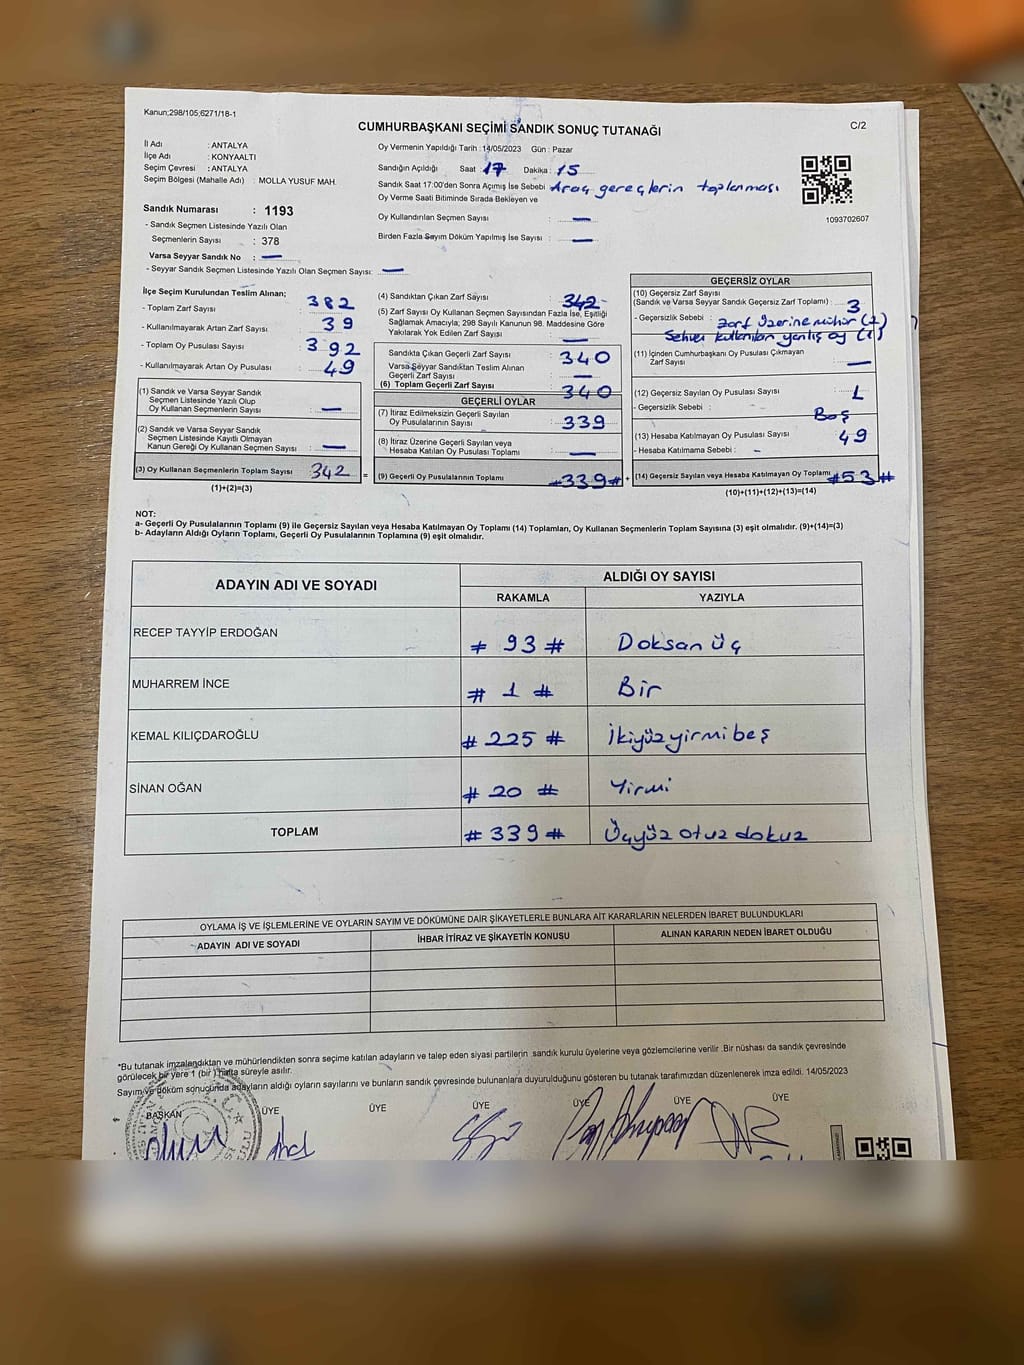 Kanun;298/105;6271/18-1
C/2
CUMHURBAŞKANI SEÇİMİ SANDIK SONUÇ TUTANAĞI
İl Adı : ANTALYA
İlçe Adı : KONYAALTI
Seçim Çevresi : ANTALYA
Seçim Bölgesi (Mahalle Adı) : MOLLA YUSUF MAH.
Sandık Numarası : 1193
- Sandık Seçmen Listesinde Yazılı Olan
Seçmenlerin Sayısı : 378
Varsa Seyyar Sandık No : —
- Seyyar Sandık Seçmen Listesinde Yazılı Olan Seçmen Sayısı: —
Oy Vermenin Yapıldığı Tarih : 14/05/2023 Gün : Pazar
Sandığın Açıldığı Saat : 17 Dakika : 15
Sandık Saat 17:00'den Sonra Açımış İse Sebebi : Araç gereçlerin toplanması
Oy Verme Saati Bitiminde Sırada Bekleyen ve
Oy Kullandırılan Seçmen Sayısı : —
Birden Fazla Sayım Döküm Yapılmış İse Sayısı : —
1093702607
İlçe Seçim Kurulundan Teslim Alınan;
- Toplam Zarf Sayısı : 382
- Kullanılmayarak Artan Zarf Sayısı : 39
- Toplam Oy Pusulası Sayısı : 392
- Kullanılmayarak Artan Oy Pusulası : 49
(1) Sandık ve Varsa Seyyar Sandık
Seçmen Listesinde Yazılı Olup
Oy Kullanan Seçmenlerin Sayısı : —
(2) Sandık ve Varsa Seyyar Sandık
Seçmen Listesinde Kayıtlı Olmayan
Kanun Gereği Oy Kullanan Seçmen Sayısı : —
(3) Oy Kullanan Seçmenlerin Toplam Sayısı : 342 =
(1)+(2)=(3)
(4) Sandıktan Çıkan Zarf Sayısı : 342
(5) Zarf Sayısı Oy Kullanan Seçmen Sayısından Fazla İse, Eşitliği
Sağlamak Amacıyla; 298 Sayılı Kanunun 98. Maddesine Göre
Yakılarak Yok Edilen Zarf Sayısı : —
Sandıkta Çıkan Geçerli Zarf Sayısı : 340
Varsa Seyyar Sandıktan Teslim Alınan
Geçerli Zarf Sayısı : —
(6) Toplam Geçerli Zarf Sayısı : 340
GEÇERLİ OYLAR
(7) İtiraz Edilmeksizin Geçerli Sayılan
Oy Pusulalarının Sayısı : 339
(8) İtiraz Üzerine Geçerli Sayılan veya
Hesaba Katılan Oy Pusulası Toplamı : —
(9) Geçerli Oy Pusulalarının Toplamı : #339# +
GEÇERSİZ OYLAR
(10) Geçersiz Zarf Sayısı
(Sandık ve Varsa Seyyar Sandık Geçersiz Zarf Toplamı) : 3
- Geçersizlik Sebebi : zarf üzerine mühür (2)
Sehven kullanılan yanlış oy (1)
(11) İçinden Cumhurbaşkanı Oy Pusulası Çıkmayan
Zarf Sayısı : —
(12) Geçersiz Sayılan Oy Pusulası Sayısı : 1
- Geçersizlik Sebebi : Boş
(13) Hesaba Katılmayan Oy Pusulası Sayısı : 49
- Hesaba Katılmama Sebebi : -
(14) Geçersiz Sayılan veya Hesaba Katılmayan Oy Toplamı : #53#
(10)+(11)+(12)+(13)=(14)
NOT:
a- Geçerli Oy Pusulalarının Toplamı (9) ile Geçersiz Sayılan veya Hesaba Katılmayan Oy Toplamı (14) Toplamları, Oy Kullanan Seçmenlerin Toplam Sayısına (3) eşit olmalıdır. (9)+(14)=(3)
b- Adayların Aldığı Oyların Toplamı, Geçerli Oy Pusulalarının Toplamına (9) eşit olmalıdır.
ADAYIN ADI VE SOYADI ALDIĞI OY SAYISI
RAKAMLA YAZIYLA
RECEP TAYYİP ERDOĞAN # 93 # Doksan üç
MUHARREM İNCE # 1 # Bir
KEMAL KILIÇDAROĞLU # 225 # İkiyüzyirmibeş
SİNAN OĞAN # 20 # Yirmi
TOPLAM # 339 # Üçyüz otuz dokuz
OYLAMA İŞ VE İŞLEMLERİNE VE OYLARIN SAYIM VE DÖKÜMÜNE DAİR ŞİKAYETLERLE BUNLARA AİT KARARLARIN NELERDEN İBARET BULUNDUKLARI
ADAYIN ADI VE SOYADI İHBAR İTİRAZ VE ŞİKAYETİN KONUSU ALINAN KARARIN NEDEN İBARET OLDUĞU
*Bu tutanak imzalandıktan ve mühürlendikten sonra seçime katılan adayların ve talep eden siyasi partilerin sandık kurulu üyelerine veya gözlemcilerine verilir .Bir nüshası da sandık çevresinde
görülecek bir yere 1 (bir ) hafta süreyle asılır.
Sayım ve döküm sonucunda adayların aldığı oyların sayılarını ve bunların sandık çevresinde bulunanlara duyurulduğunu gösteren bu tutanak tarafımızdan düzenlenerek imza edildi. 14/05/2023
BAŞKAN ÜYE ÜYE ÜYE ÜYE ÜYE ÜYE